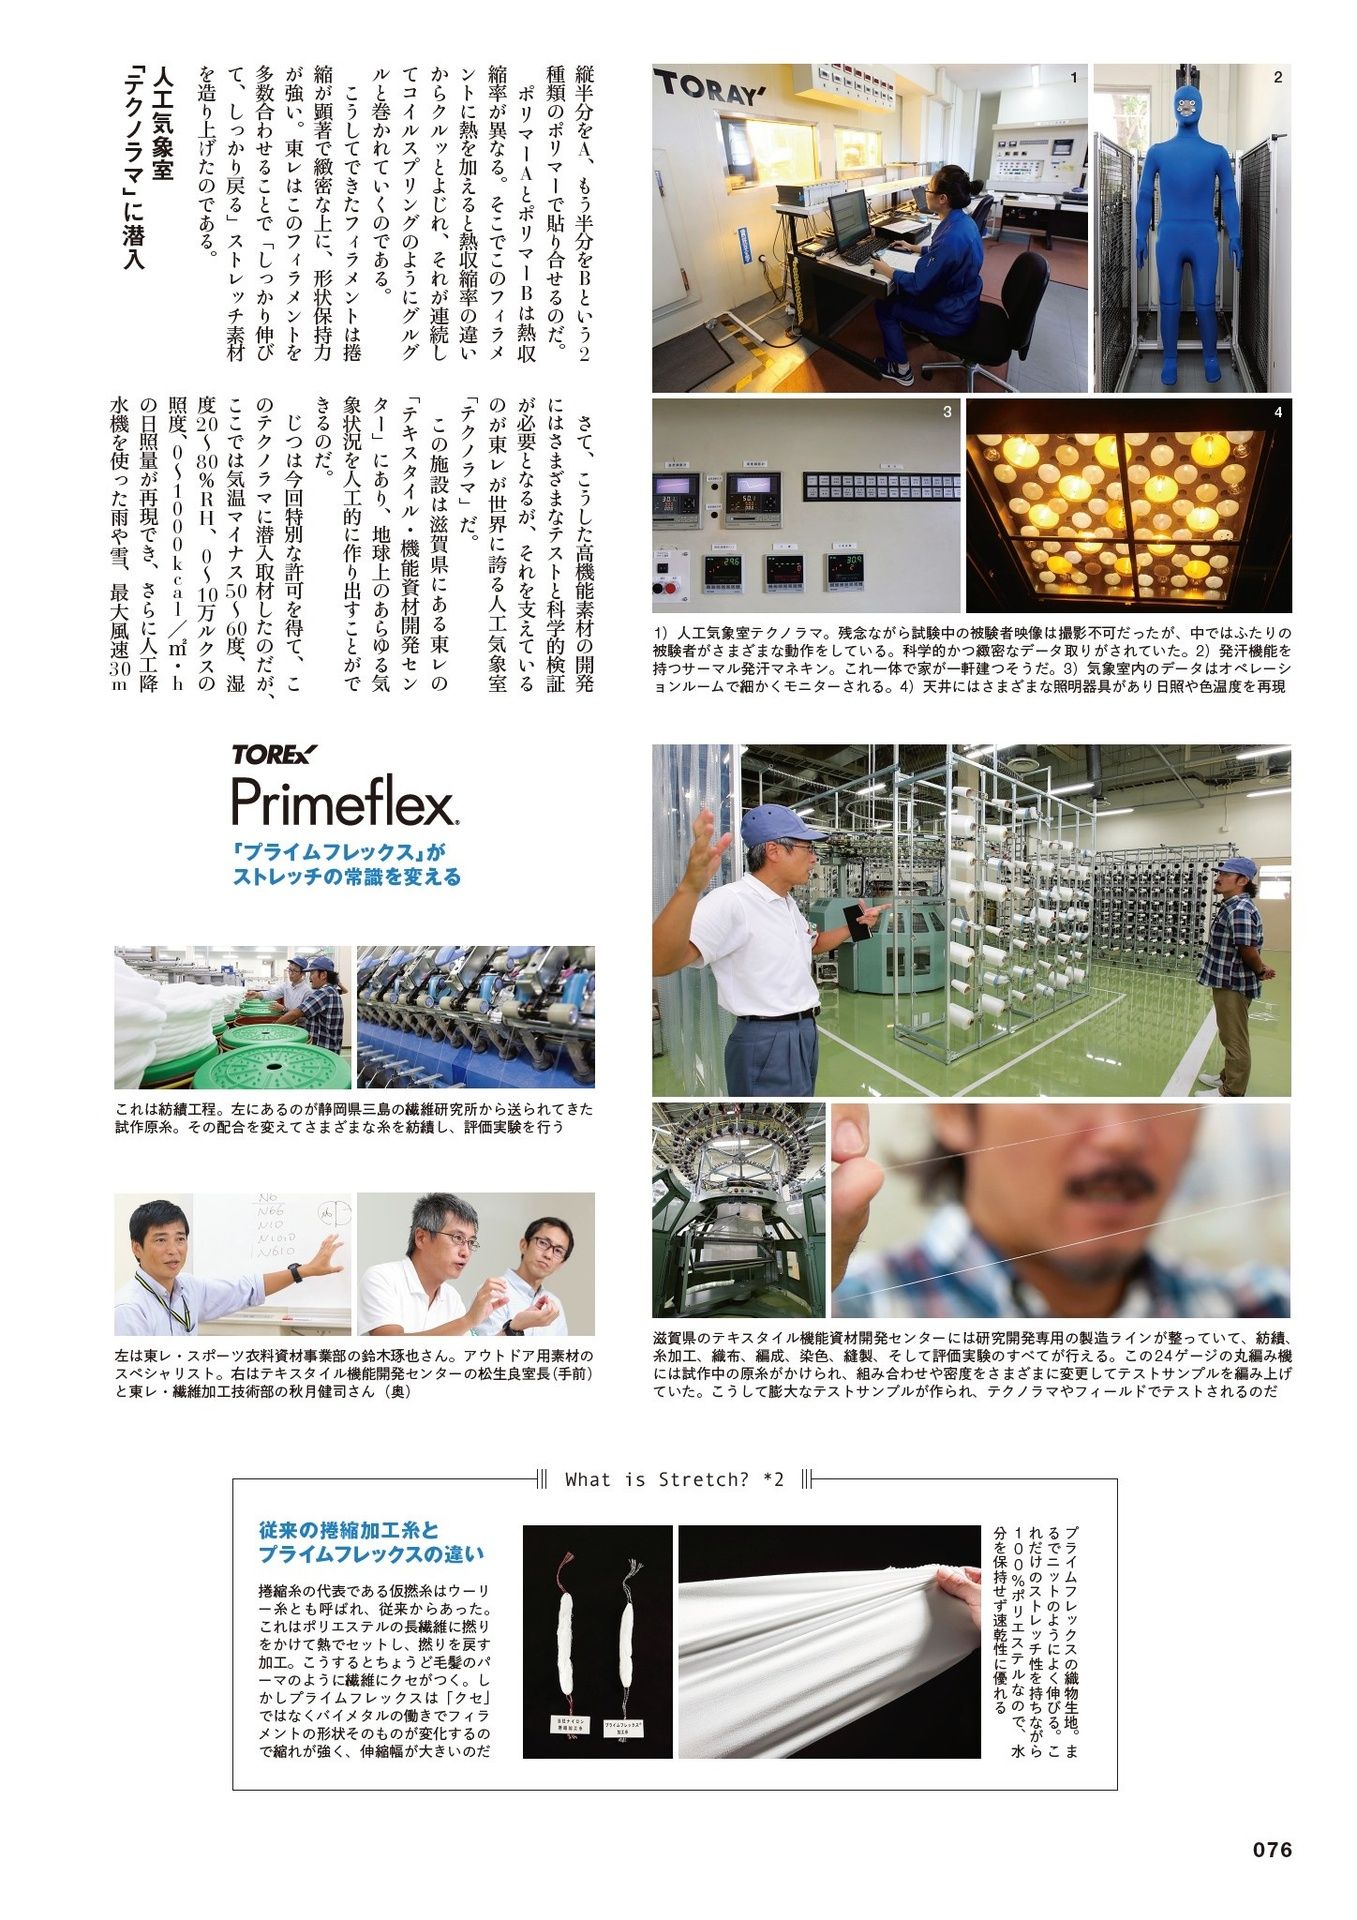 縦半分をA、もう半分をBという2
種類のポリマーで貼り合せるのだ。
ポリマーAとポリマーBは熱収
縮率が異なる。そこでこのフィラメ
ントに熱を加えると熱収縮率の違い
からクルッとよじれ、それが連続し
てコイルスプリングのようにグルグ
ルと巻かれていくのである。
こうしてできたフィラメントは捲
縮が顕著で緻密な上に、形状保持力
が強い。東レはこのフィラメントを
多数合わせることで「しっかり伸び
て、しっかり戻る」ストレッチ素材
を造り上げたのである。
人工気象室
「テクノラマ」に潜入
さて、こうした高機能素材の開発
にはさまざまなテストと科学的検証
が必要となるが、それを支えている
のが東レが世界に誇る人工気象室
「テクノラマ」だ。
この施設は滋賀県にある東レの
「テキスタイル・機能資材開発セン
ター」にあり、地球上のあらゆる気
象状況を人工的に作り出すことがで
きるのだ。
じつは今回特別な許可を得て、こ
のテクノラマに潜入取材したのだが、
ここでは気温マイナス50〜60度、湿
度20〜80%RH、0〜10万ルクスの
照度、0〜1000kcal/㎡・h
の日照量が再現でき、さらに人工降
水機を使った雨や雪、最大風速30m
TORAY
1
2
3
4
1）人工気象室テクノラマ。残念ながら試験中の被験者映像は撮影不可だったが、中ではふたりの
被験者がさまざまな動作をしている。科学的かつ緻密なデータ取りがされていた。2）発汗機能を
持つサーマル発汗マネキン。これ一体で家が一軒建つそうだ。3）気象室内のデータはオペレーシ
ョンルームで細かくモニターされる。4）天井にはさまざまな照明器具があり日照や色温度を再現
TOREX
Primeflex®
「プライムフレックス」が
ストレッチの常識を変える
これは紡績工程。左にあるのが静岡県三島の繊維研究所から送られてきた
試作原糸。その配合を変えてさまざまな糸を紡績し、評価実験を行う
N6
N66
N10
N1010
N610
左は東レ・スポーツ衣料資材事業部の鈴木琢也さん。アウトドア用素材の
スペシャリスト。右はテキスタイル機能開発センターの松生良室長（手前）
と東レ・繊維加工技術部の秋月健司さん（奥）
滋賀県のテキスタイル機能資材開発センターには研究開発専用の製造ラインが整っていて、紡績、
糸加工、織布、編成、染色、縫製、そして評価実験のすべてが行える。この24ゲージの丸編み機
には試作中の原糸がかけられ、組み合わせや密度をさまざまに変更してテストサンプルを編み上げ
ていた。こうして膨大なテストサンプルが作られ、テクノラマやフィールドでテストされるのだ
What is Stretch? *2
従来の捲縮加工糸と
プライムフレックスの違い
捲縮糸の代表である仮撚糸はウーリ
ー糸とも呼ばれ、従来からあった。
これはポリエステルの長繊維に撚り
をかけて熱でセットし、撚りを戻す
加工。こうするとちょうど毛髪のパ
ーマのように繊維にクセがつく。し
かしプライムフレックスは「クセ」
ではなくバイメタルの働きでフィラ
メントの形状そのものが変化するの
で縮れが強く、伸縮幅が大きいのだ
プライムフレックス®
加工糸
プライムフレックスの織物生地。ま
るでニットのようによく伸びる。こ
れだけのストレッチ性を持ちながら
100%ポリエステルなので、水
分を保持せず速乾性に優れる
076